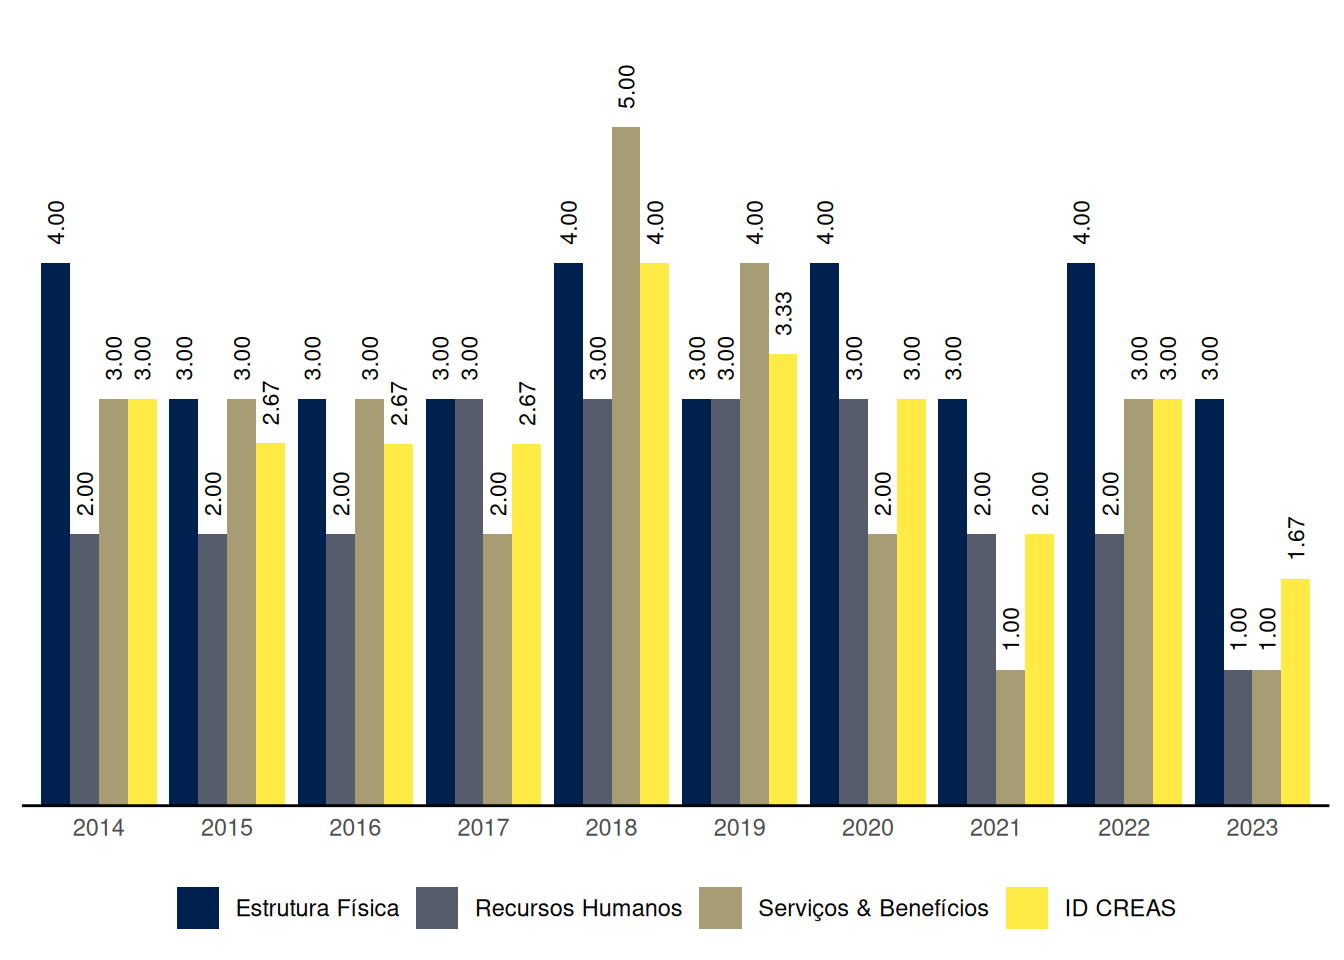 5.00
4.00 4.00 4.00 4.00 4.00 4.00
3.33
3.00 3.00 3.00 3.00 3.00 3.00 3.00 3.00 3.00 3.00 3.00 3.00 3.00 3.00 3.00 3.00 3.00 3.00
2.67 2.67 2.67
2.00 2.00 2.00 2.00 2.00 2.00 2.00 2.00
1.67
1.00 1.00 1.00
2014 2015 2016 2017 2018 2019 2020 2021 2022 2023
Estrutura Física Recursos Humanos Serviços & Benefícios ID CREAS